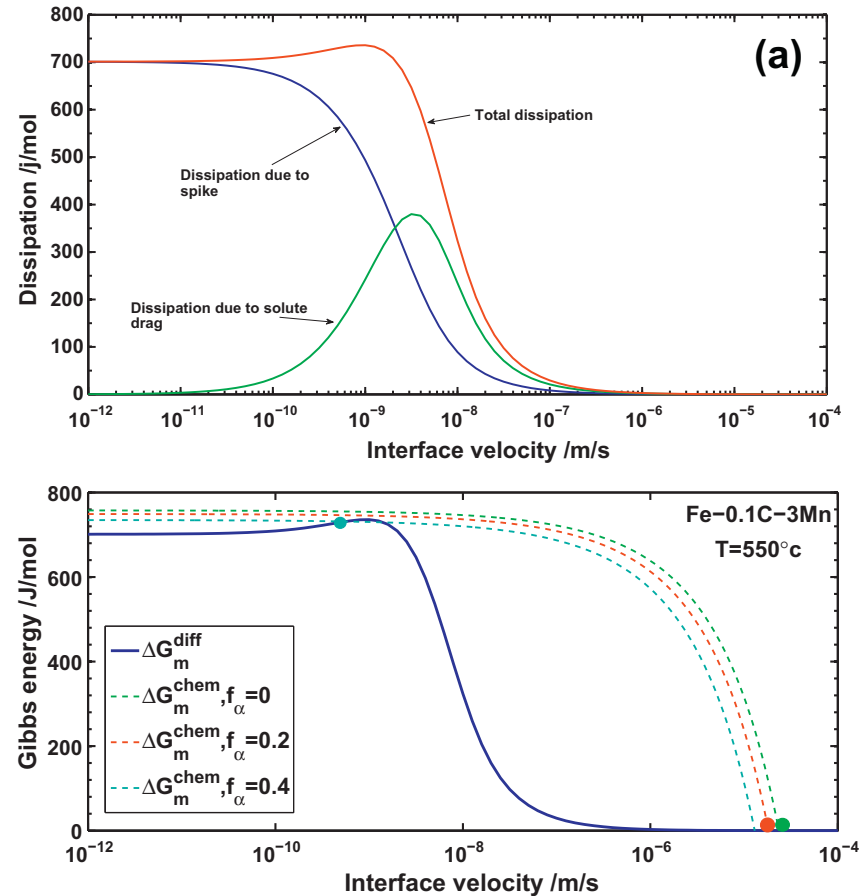 (a)
800
700
600
500
400
300
200
100
0
Dissipation /j/mol
Total dissipation
Dissipation due to
spike
Dissipation due to solute
drag
10⁻¹² 10⁻¹¹ 10⁻¹⁰ 10⁻⁹ 10⁻⁸ 10⁻⁷ 10⁻⁶ 10⁻⁵ 10⁻⁴
Interface velocity /m/s
800
600
400
200
0
Gibbs energy /J/mol
Fe−0.1C−3Mn
T=550°c
ΔG_m^diff
ΔG_m^chem,f_α=0
ΔG_m^chem,f_α=0.2
ΔG_m^chem,f_α=0.4
10⁻¹² 10⁻¹⁰ 10⁻⁸ 10⁻⁶ 10⁻⁴
Interface velocity /m/s